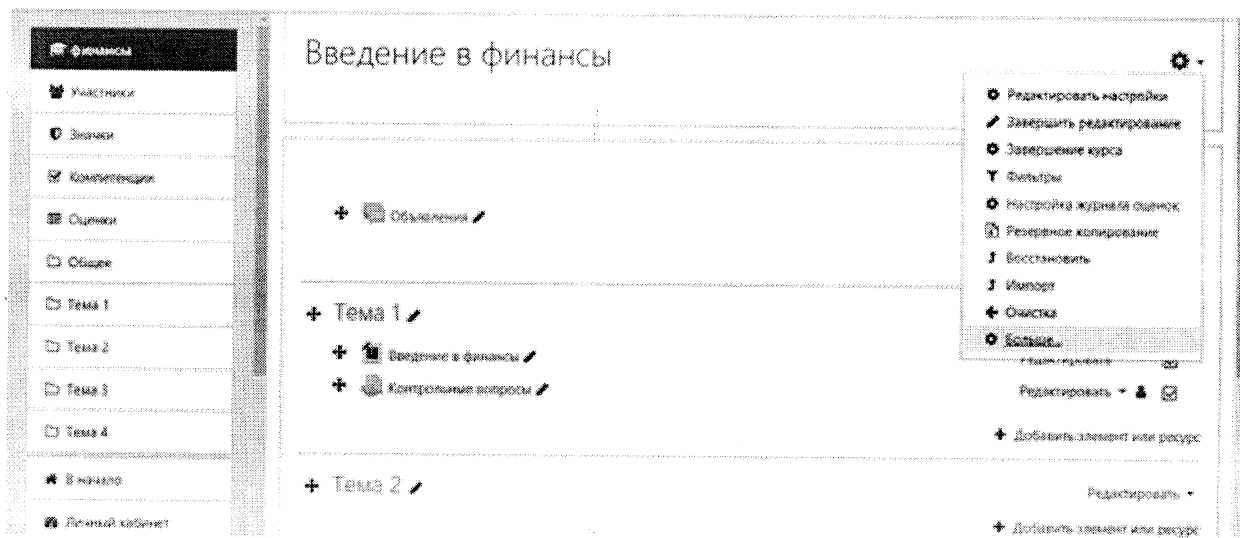 финансы
Участники
Значки
Компетенции
Оценки
Общее
Тема 1
Тема 2
Тема 3
Тема 4
В начало
Личный кабинет
Введение в финансы
Редактировать настройки
Завершить редактирование
Завершение курса
Фильтры
Настройка журнала оценок
Резервное копирование
Восстановить
Импорт
Очистка
Больше...
Объявления
Тема 1
Введение в финансы
Редактировать
Контрольные вопросы
Редактировать
Добавить элемент или ресурс
Тема 2
Редактировать
Добавить элемент или ресурс